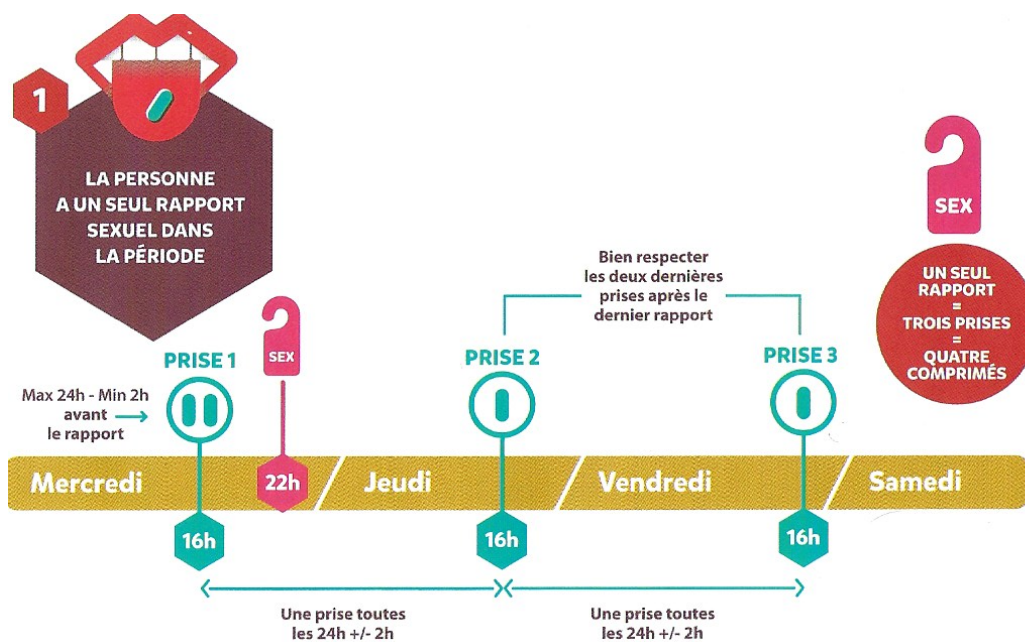 1
LA PERSONNE
A UN SEUL RAPPORT
SEXUEL DANS
LA PÉRIODE
Max 24h - Min 2h
avant
le rapport
PRISE 1
SEX
PRISE 2
Bien respecter
les deux dernières
prises après le
dernier rapport
PRISE 3
SEX
UN SEUL
RAPPORT
=
TROIS PRISES
=
QUATRE
COMPRIMÉS
Mercredi
22h
Jeudi
Vendredi
Samedi
16h
16h
16h
Une prise toutes
les 24h +/- 2h
Une prise toutes
les 24h +/- 2h